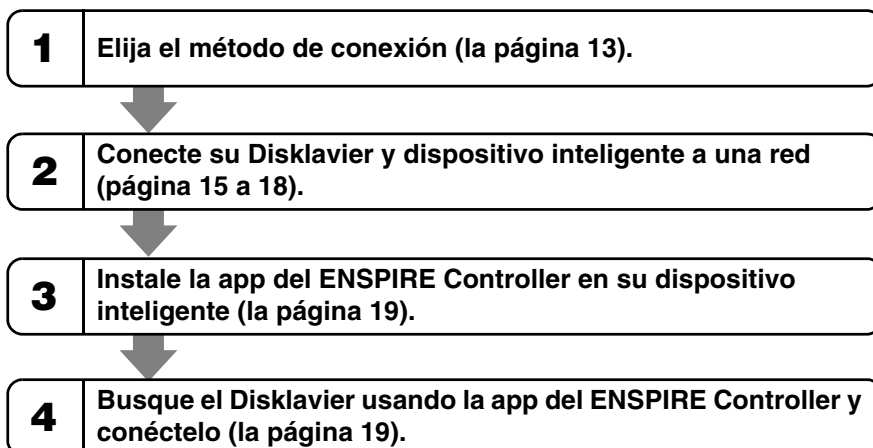 1
Elija el método de conexión (la página 13).
2
Conecte su Disklavier y dispositivo inteligente a una red
(página 15 a 18).
3
Instale la app del ENSPIRE Controller en su dispositivo
inteligente (la página 19).
4
Busque el Disklavier usando la app del ENSPIRE Controller y
conéctelo (la página 19).